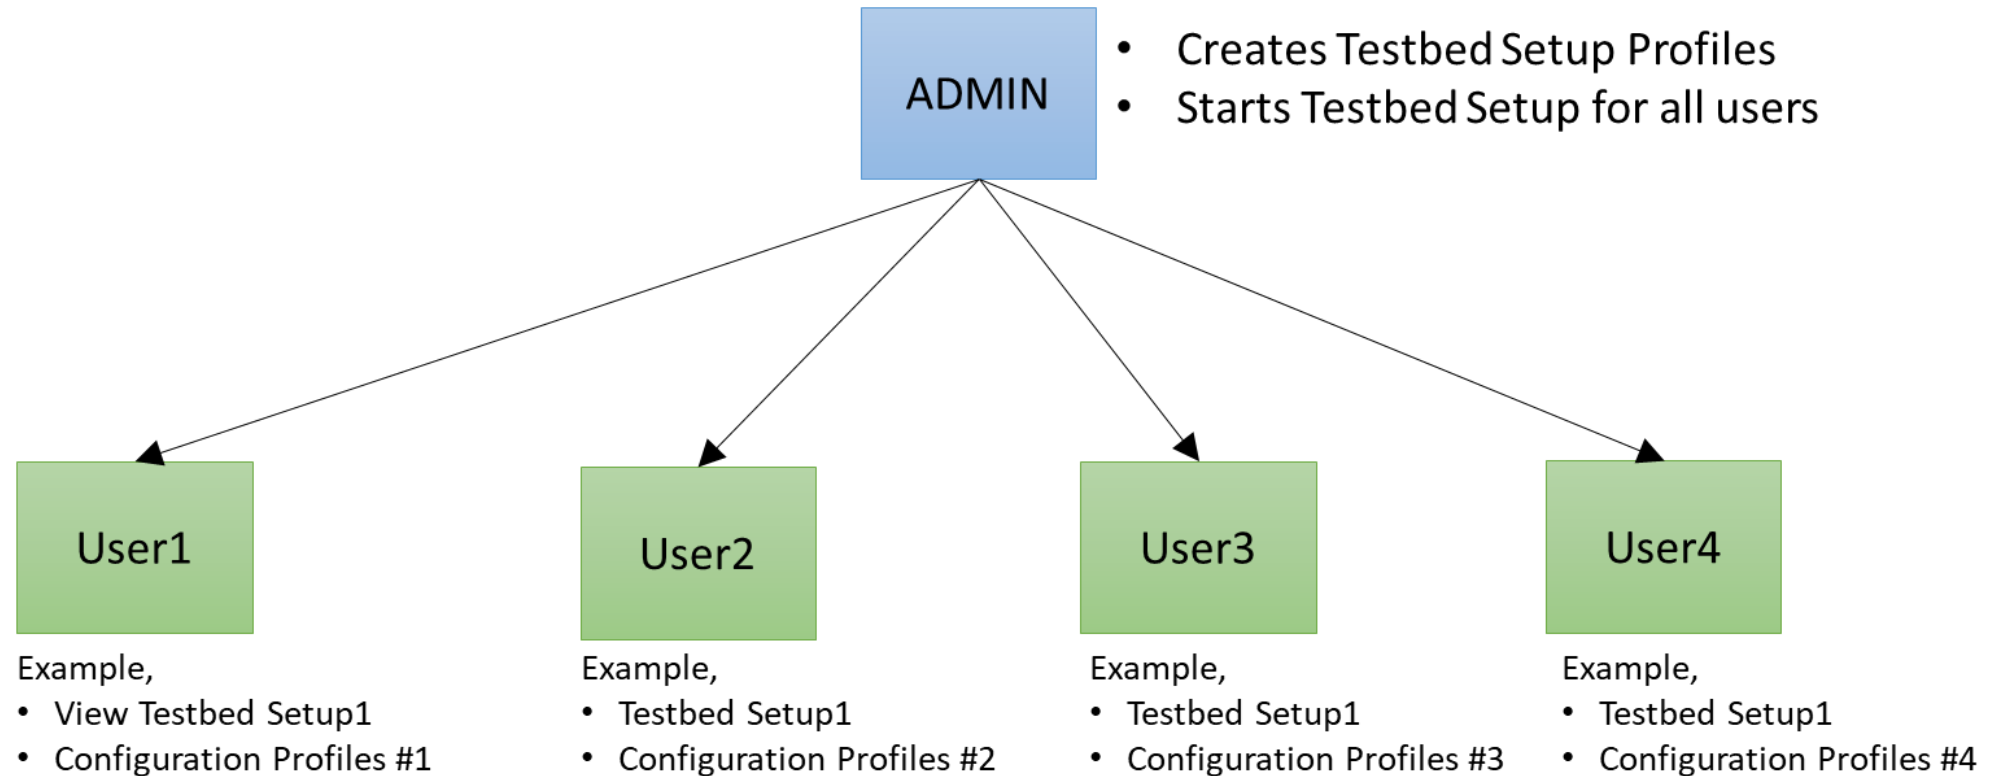 ADMIN
• Creates Testbed Setup Profiles
• Starts Testbed Setup for all users
User1
User2
User3
User4
Example,
• View Testbed Setup1
• Configuration Profiles #1
Example,
• Testbed Setup1
• Configuration Profiles #2
Example,
• Testbed Setup1
• Configuration Profiles #3
Example,
• Testbed Setup1
• Configuration Profiles #4